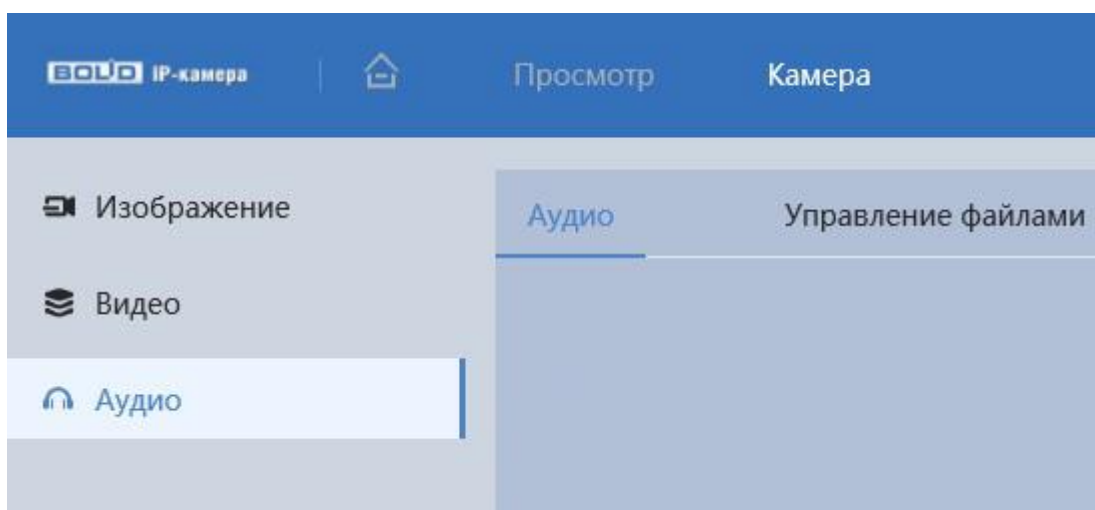 BOLID IP-камера
Просмотр
Камера
Изображение
Видео
Аудио
Аудио
Управление файлами